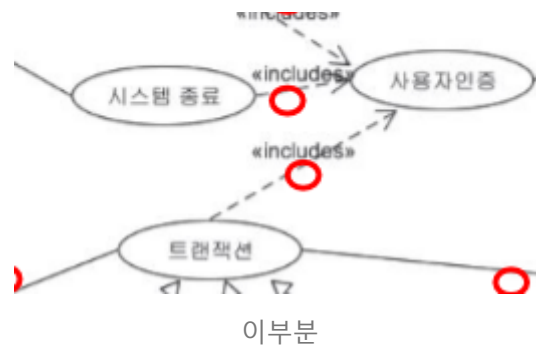 «includes»
«includes»
사용자인증
시스템 종료
«includes»
트랜잭션
이부분